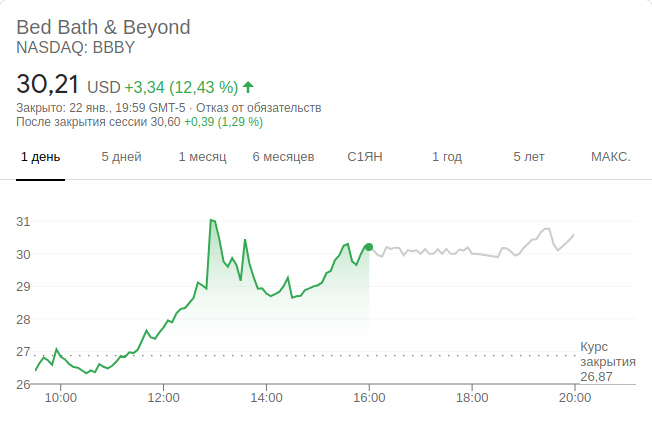 Bed Bath & Beyond
NASDAQ: BBBY
30,21 USD +3,34 (12,43 %)
Закрыто: 22 янв., 19:59 GMT-5 · Отказ от обязательств
После закрытия сессии 30,60 +0,39 (1,29 %)
1 день 5 дней 1 месяц 6 месяцев С1ЯН 1 год 5 лет МАКС.
31
30
29
28
27
26
Курс
закрытия
26,87
10:00 12:00 14:00 16:00 18:00 20:00